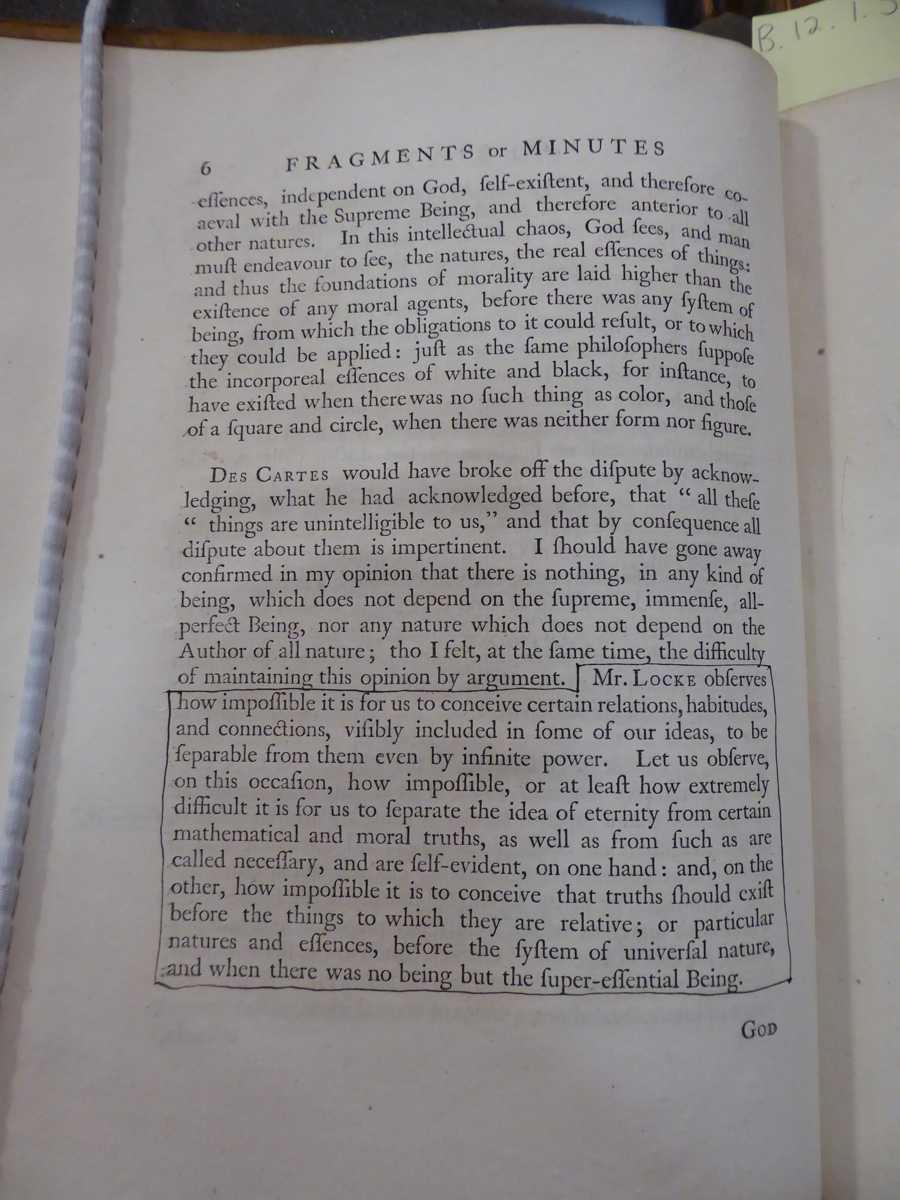 B. 12. 1. 5
6 FRAGMENTS or MINUTES
eſſences, independent on God, ſelf-exiſtent, and therefore co-
aeval with the Supreme Being, and therefore anterior to all
other natures. In this intellectual chaos, God ſees, and man
muſt endeavour to ſee, the natures, the real eſſences of things:
and thus the foundations of morality are laid higher than the
exiſtence of any moral agents, before there was any ſyſtem of
being, from which the obligations to it could reſult, or to which
they could be applied: juſt as the ſame philoſophers ſuppoſe
the incorporeal eſſences of white and black, for inſtance, to
have exiſted when there was no ſuch thing as color, and thoſe
of a ſquare and circle, when there was neither form nor figure.
DES CARTES would have broke off the diſpute by acknow-
ledging, what he had acknowledged before, that “ all theſe
“ things are unintelligible to us,” and that by conſequence all
diſpute about them is impertinent. I ſhould have gone away
confirmed in my opinion that there is nothing, in any kind of
being, which does not depend on the ſupreme, immenſe, all-
perfect Being, nor any nature which does not depend on the
Author of all nature; tho I felt, at the ſame time, the difficulty
of maintaining this opinion by argument. Mr. LOCKE obſerves
how impoſſible it is for us to conceive certain relations, habitudes,
and connections, viſibly included in ſome of our ideas, to be
ſeparable from them even by infinite power. Let us obſerve,
on this occaſion, how impoſſible, or at leaſt how extremely
difficult it is for us to ſeparate the idea of eternity from certain
mathematical and moral truths, as well as from ſuch as are
called neceſſary, and are ſelf-evident, on one hand: and, on the
other, how impoſſible it is to conceive that truths ſhould exiſt
before the things to which they are relative; or particular
natures and eſſences, before the ſyſtem of univerſal nature,
and when there was no being but the ſuper-eſſential Being.
GOD